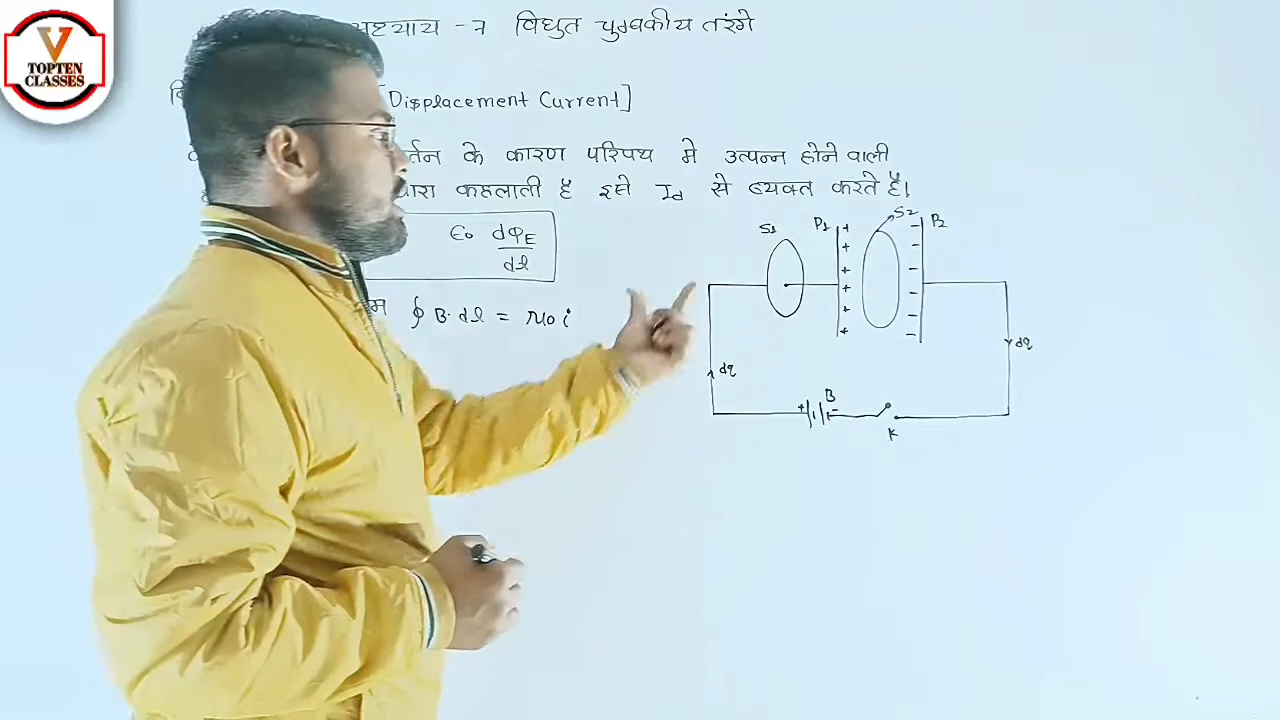 V
TOPTEN
CLASSES
अध्याय - 7 विद्युत चुम्बकीय तरंगे
[Displacement Current]
के कारण परिपथ मे उत्पन्न होने वाली
कहलाती है इसे Id से व्यक्त करते है।
ϵ₀ dφE
dt
∮ B.dl = μ₀ i
S1 P1 S2 P2
+ + + + + +
- - - - - -
dq dq
+ B -
K